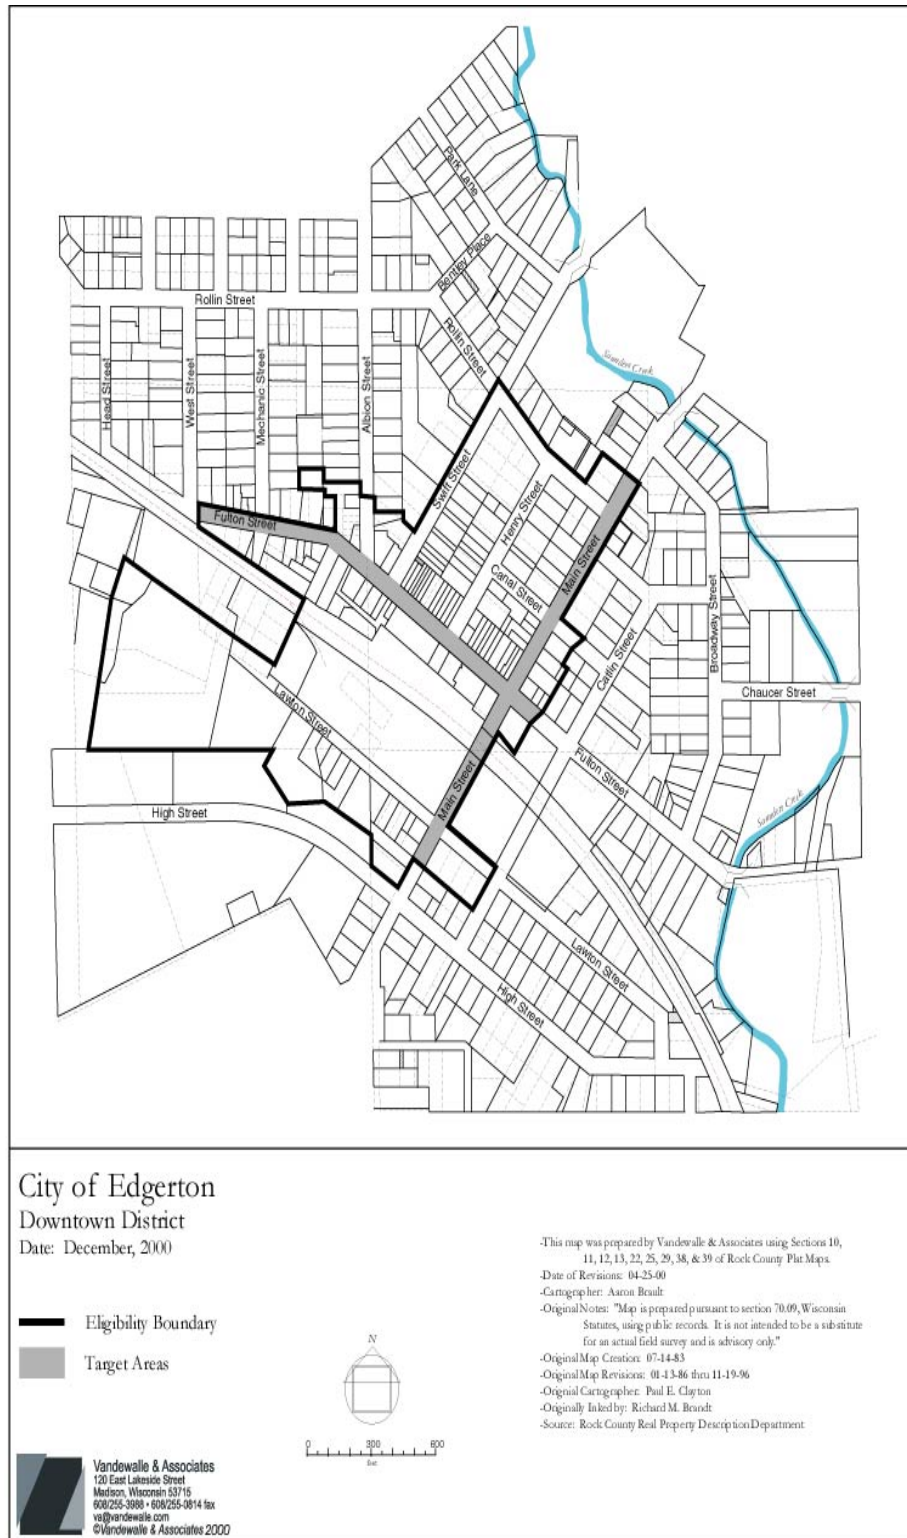 Park Lane
Bentley Place
Rollin Street
Rollin Street
Saunders Creek
Head Street
West Street
Mechanic Street
Albion Street
Swift Street
Henry Street
Fulton Street
Canal Street
Main Street
Catlin Street
Broadway Street
Chaucer Street
Lawton Street
Main Street
Fulton Street
High Street
Saunders Creek
Lawton Street
High Street
City of Edgerton
Downtown District
Date: December, 2000
Eligibility Boundary
Target Areas
N
0 300 600
feet
Vandewalle & Associates
120 East Lakeside Street
Madison, Wisconsin 53715
608/255-3988 • 608/255-0814 fax
va@vandewalle.com
©Vandewalle & Associates 2000
-This map was prepared by Vandewalle & Associates using Sections 10,
11, 12, 13, 22, 25, 29, 38, & 39 of Rock County Plat Maps.
-Date of Revisions: 04-25-00
-Cartographer: Aaron Brault
-Original Notes: "Map is prepared pursuant to section 70.09, Wisconsin
Statutes, using public records. It is not intended to be a substitute
for an actual field survey and is advisory only."
-Original Map Creation: 07-14-83
-Original Map Revisions: 01-13-86 thru 11-19-96
-Orignial Cartographer: Paul E. Clayton
-Originally Inked by: Richard M. Brandt
-Source: Rock County Real Property Description Department